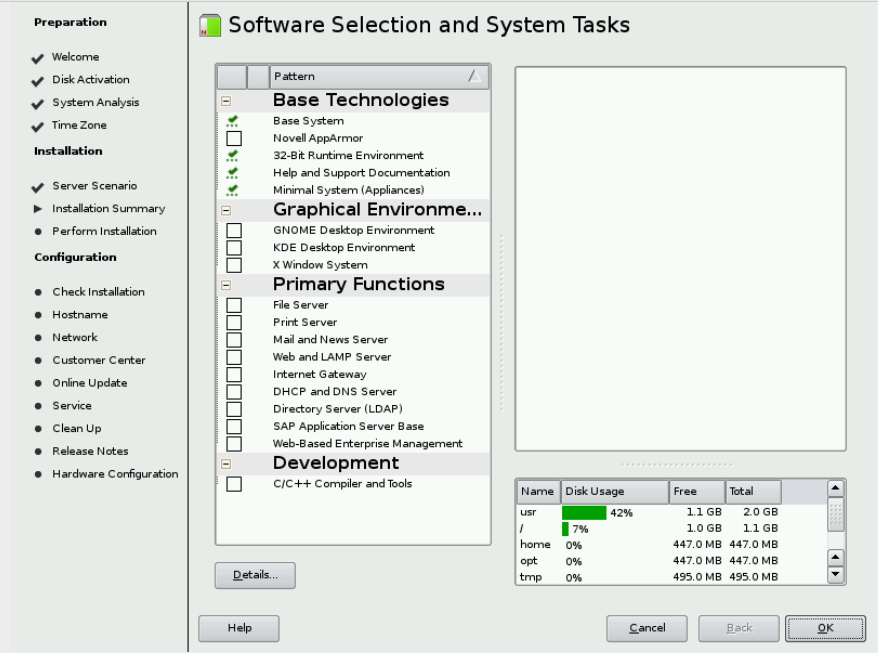 Preparation
Welcome
Disk Activation
System Analysis
Time Zone
Installation
Server Scenario
Installation Summary
Perform Installation
Configuration
Check Installation
Hostname
Network
Customer Center
Online Update
Service
Clean Up
Release Notes
Hardware Configuration
N
Software Selection and System Tasks
Pattern
Base Technologies
Base System
Novell AppArmor
32-Bit Runtime Environment
Help and Support Documentation
Minimal System (Appliances)
Graphical Environme...
GNOME Desktop Environment
KDE Desktop Environment
X Window System
Primary Functions
File Server
Print Server
Mail and News Server
Web and LAMP Server
Internet Gateway
DHCP and DNS Server
Directory Server (LDAP)
SAP Application Server Base
Web-Based Enterprise Management
Development
C/C++ Compiler and Tools
Name Disk Usage Free Total
usr 42% 1.1 GB 2.0 GB
/ 7% 1.0 GB 1.1 GB
home 0% 447.0 MB 447.0 MB
opt 0% 447.0 MB 447.0 MB
tmp 0% 495.0 MB 495.0 MB
Details...
Help Cancel Back OK